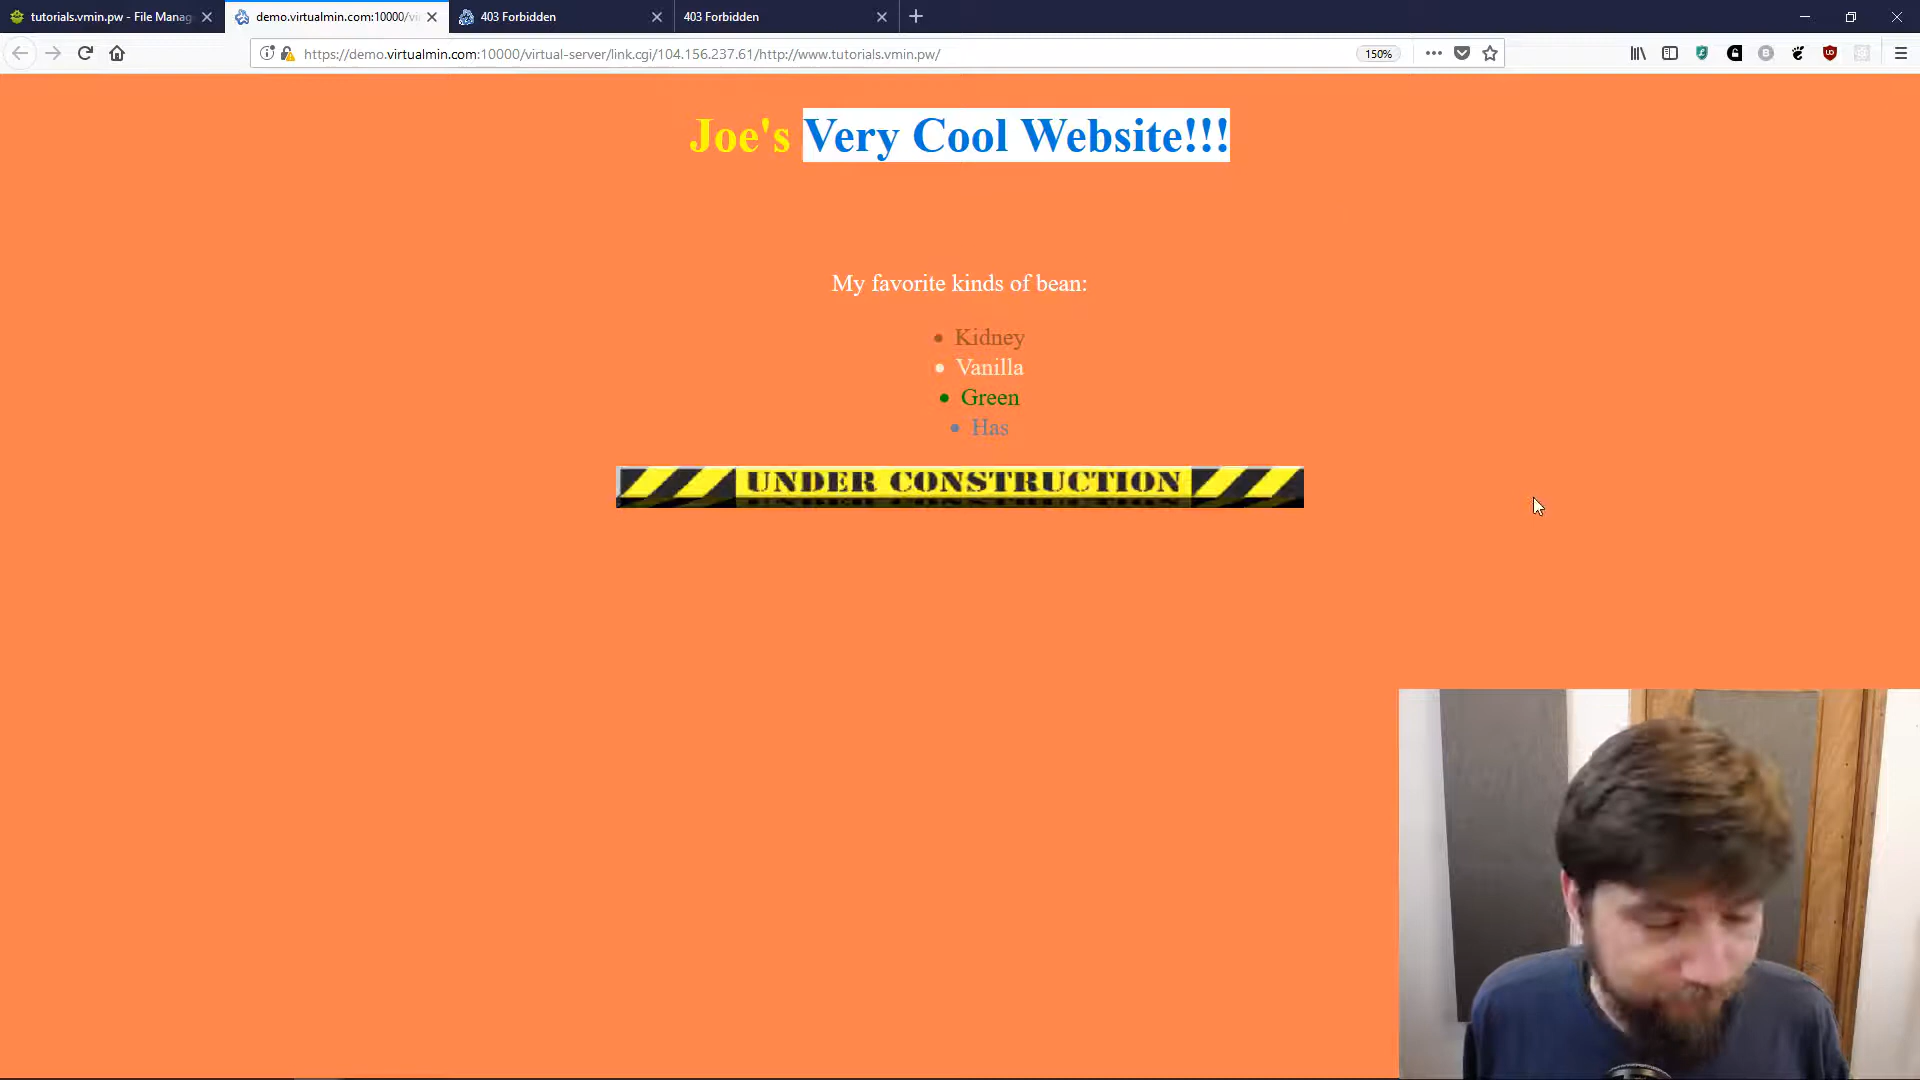 tutorials.vmin.pw - File Manag
demo.virtualmin.com:10000/vi
403 Forbidden
403 Forbidden
https://demo.virtualmin.com:10000/virtual-server/link.cgi/104.156.237.61/http://www.tutorials.vmin.pw/
150%
Joe's Very Cool Website!!!
My favorite kinds of bean:
• Kidney
• Vanilla
• Green
• Has
UNDER CONSTRUCTION